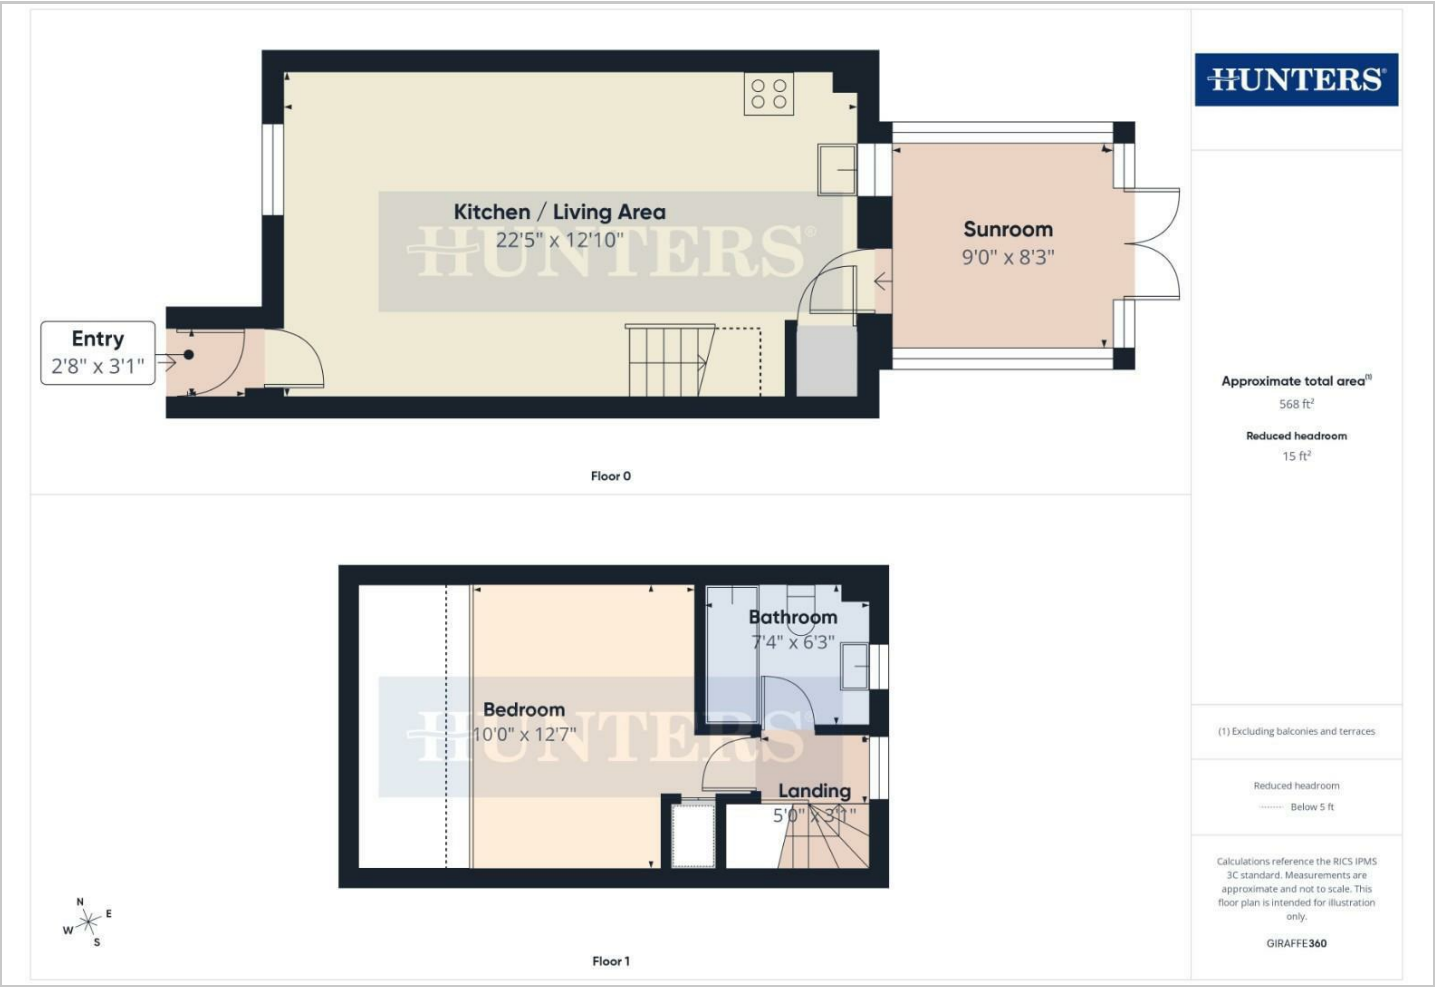 HUNTERS®
Kitchen / Living Area
22'5" x 12'10"
HUNTERS®
Sunroom
9'0" x 8'3"
Entry
2'8" x 3'1"
Floor 0
Approximate total area(1)
568 ft²
Reduced headroom
15 ft²
Bathroom
7'4" x 6'3"
Bedroom
10'0" x 12'7"
HUNTERS®
Landing
5'0" x 3'1"
N
E
W
S
Floor 1
(1) Excluding balconies and terraces
Reduced headroom
Below 5 ft
Calculations reference the RICS IPMS
3C standard. Measurements are
approximate and not to scale. This
floor plan is intended for illustration
only.
GIRAFFE360